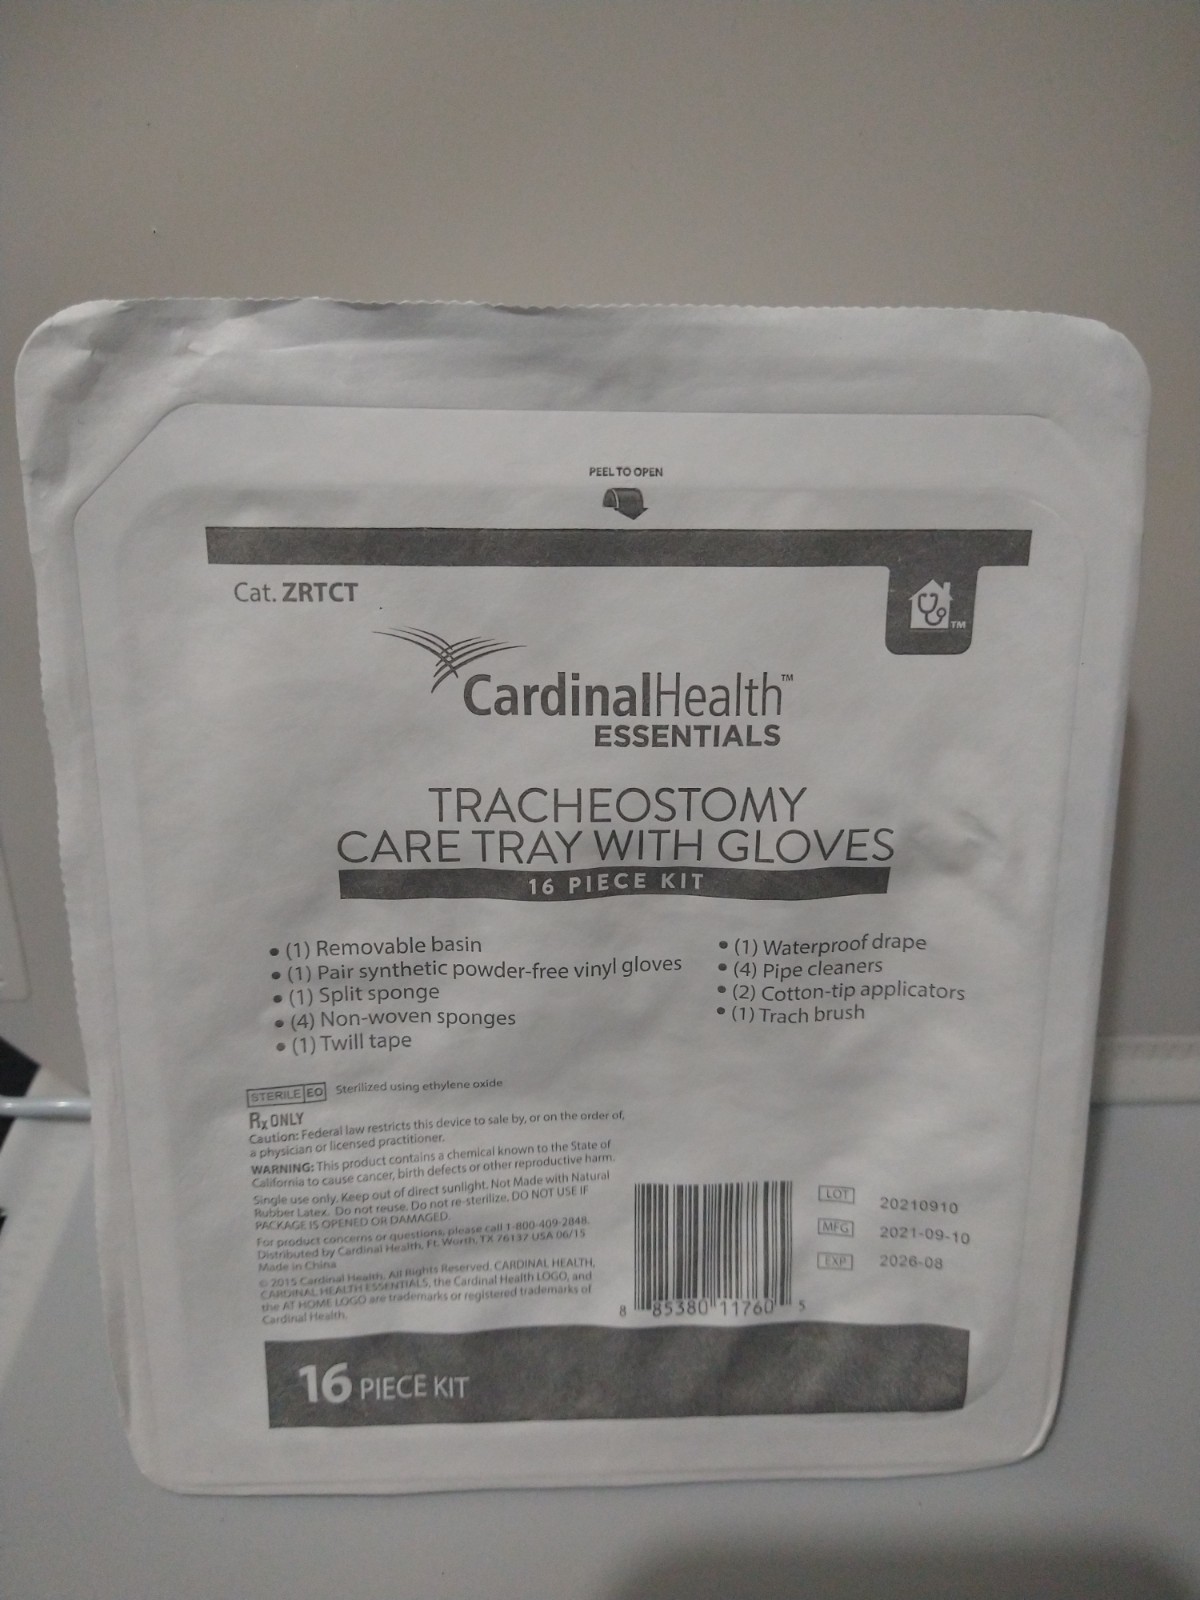 PEEL TO OPEN
Cat. ZRTCT
TM
CardinalHealth™
ESSENTIALS
TRACHEOSTOMY
CARE TRAY WITH GLOVES
16 PIECE KIT
• (1) Removable basin
• (1) Pair synthetic powder-free vinyl gloves
• (1) Split sponge
• (4) Non-woven sponges
• (1) Twill tape
• (1) Waterproof drape
• (4) Pipe cleaners
• (2) Cotton-tip applicators
• (1) Trach brush
STERILE EO Sterilized using ethylene oxide
Rx ONLY
Caution: Federal law restricts this device to sale by, or on the order of,
a physician or licensed practitioner.
WARNING: This product contains a chemical known to the State of
California to cause cancer, birth defects or other reproductive harm.
Single use only. Keep out of direct sunlight. Not Made with Natural
Rubber Latex. Do not reuse. Do not re-sterilize. DO NOT USE IF
PACKAGE IS OPENED OR DAMAGED.
For product concerns or questions, please call 1-800-409-2848.
Distributed by Cardinal Health, Ft. Worth, TX 76137 USA 06/15
Made in China
© 2015 Cardinal Health. All Rights Reserved. CARDINAL HEALTH,
CARDINAL HEALTH ESSENTIALS, the Cardinal Health LOGO, and
the AT HOME LOGO are trademarks or registered trademarks of
Cardinal Health.
8 85380 11760 5
LOT 20210910
MFG 2021-09-10
EXP 2026-08
16 PIECE KIT